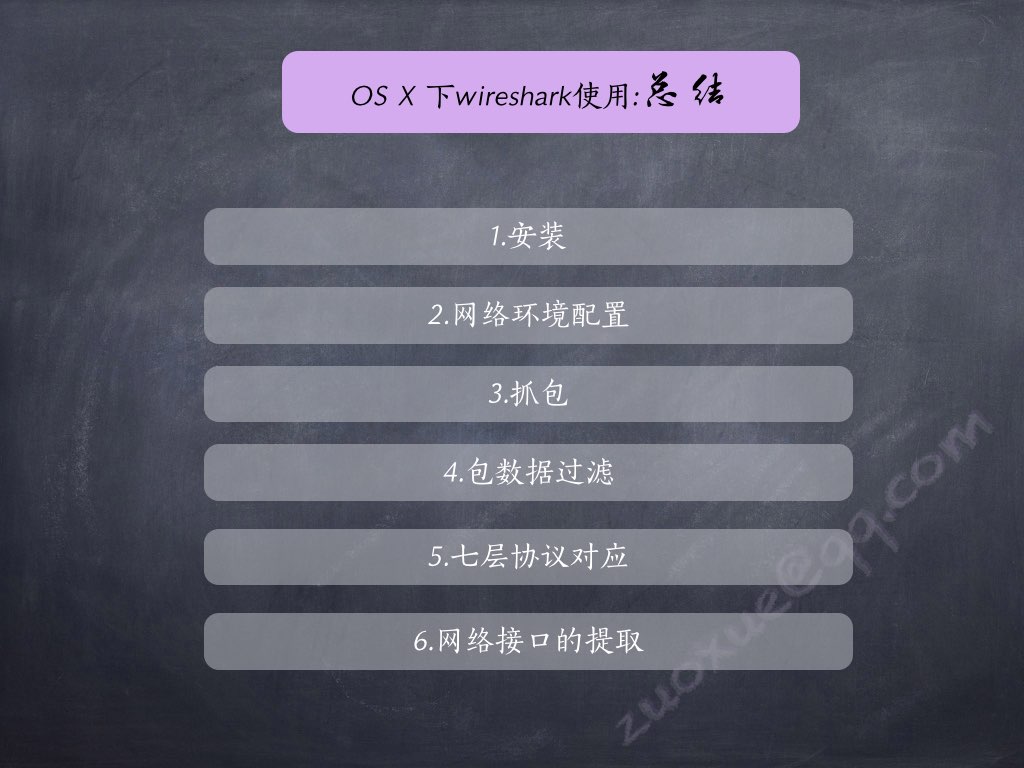 OS X 下wireshark使用:总结
1.安装
2.网络环境配置
3.抓包
4.包数据过滤
5.七层协议对应
6.网络接口的提取
zuoxue@qq.com